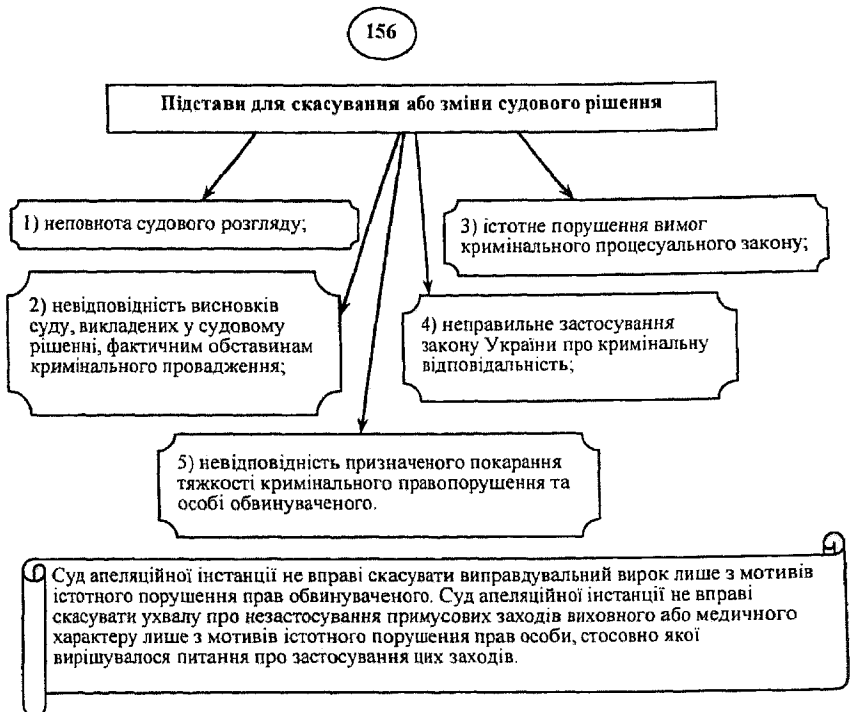 156
Підстави для скасування або зміни судового рішення
1) неповнота судового розгляду;
2) невідповідність висновків
суду, викладених у судовому
рішенні, фактичним обставинам
кримінального провадження;
3) істотне порушення вимог
кримінального процесуального закону;
4) неправильне застосування
закону України про кримінальну
відповідальність;
5) невідповідність призначеного покарання
тяжкості кримінального правопорушення та
особі обвинуваченого.
Суд апеляційної інстанції не вправі скасувати виправдувальний вирок лише з мотивів
істотного порушення прав обвинуваченого. Суд апеляційної інстанції не вправі
скасувати ухвалу про незастосування примусових заходів виховного або медичного
характеру лише з мотивів істотного порушення прав особи, стосовно якої
вирішувалося питання про застосування цих заходів.